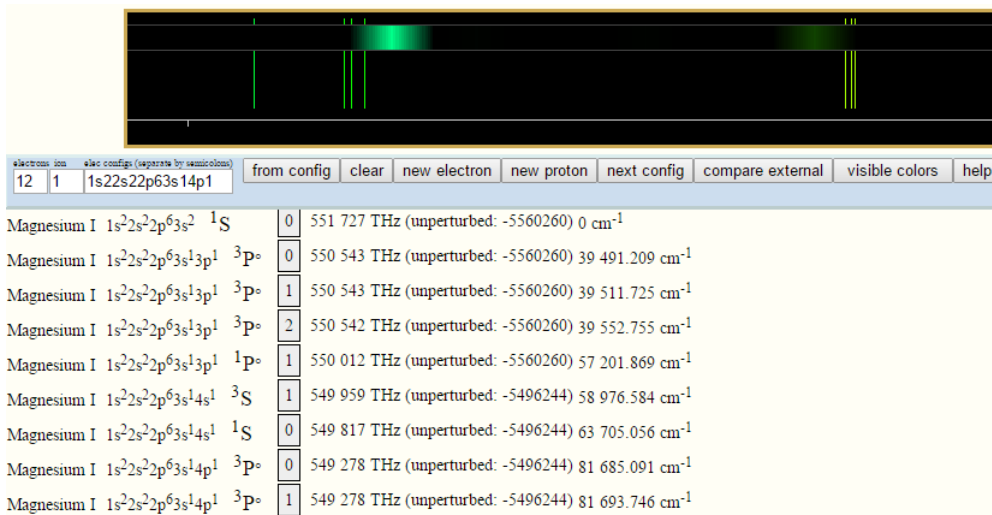 electrons ion elec configs (separate by semicolons)
12 1 1s22s22p63s14p1 from config clear new electron new proton next config compare external visible colors help
Magnesium I 1s²2s²2p⁶3s² ¹S 0 551 727 THz (unperturbed: -5560260) 0 cm⁻¹
Magnesium I 1s²2s²2p⁶3s¹3p¹ ³P° 0 550 543 THz (unperturbed: -5560260) 39 491.209 cm⁻¹
Magnesium I 1s²2s²2p⁶3s¹3p¹ ³P° 1 550 543 THz (unperturbed: -5560260) 39 511.725 cm⁻¹
Magnesium I 1s²2s²2p⁶3s¹3p¹ ³P° 2 550 542 THz (unperturbed: -5560260) 39 552.755 cm⁻¹
Magnesium I 1s²2s²2p⁶3s¹3p¹ ¹P° 1 550 012 THz (unperturbed: -5560260) 57 201.869 cm⁻¹
Magnesium I 1s²2s²2p⁶3s¹4s¹ ³S 1 549 959 THz (unperturbed: -5496244) 58 976.584 cm⁻¹
Magnesium I 1s²2s²2p⁶3s¹4s¹ ¹S 0 549 817 THz (unperturbed: -5496244) 63 705.056 cm⁻¹
Magnesium I 1s²2s²2p⁶3s¹4p¹ ³P° 0 549 278 THz (unperturbed: -5496244) 81 685.091 cm⁻¹
Magnesium I 1s²2s²2p⁶3s¹4p¹ ³P° 1 549 278 THz (unperturbed: -5496244) 81 693.746 cm⁻¹